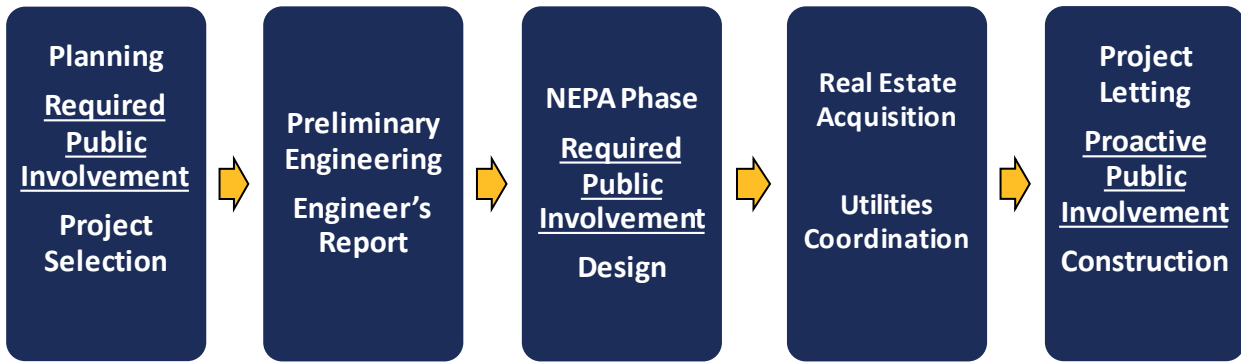 Planning
Required
Public
Involvement
Project
Selection
Preliminary
Engineering
Engineer’s
Report
NEPA Phase
Required
Public
Involvement
Design
Real Estate
Acquisition
Utilities
Coordination
Project
Letting
Proactive
Public
Involvement
Construction